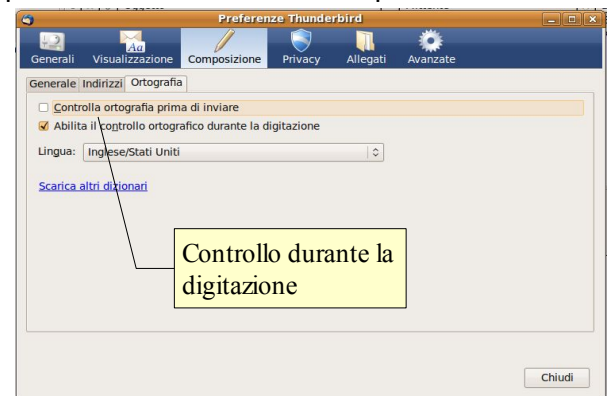 Preferenze Thunderbird
Generali Visualizzazione Composizione Privacy Allegati Avanzate
Generale Indirizzi Ortografia
Controlla ortografia prima di inviare
Abilita il controllo ortografico durante la digitazione
Lingua: Inglese/Stati Uniti
Scarica altri dizionari
Controllo durante la
digitazione
Chiudi